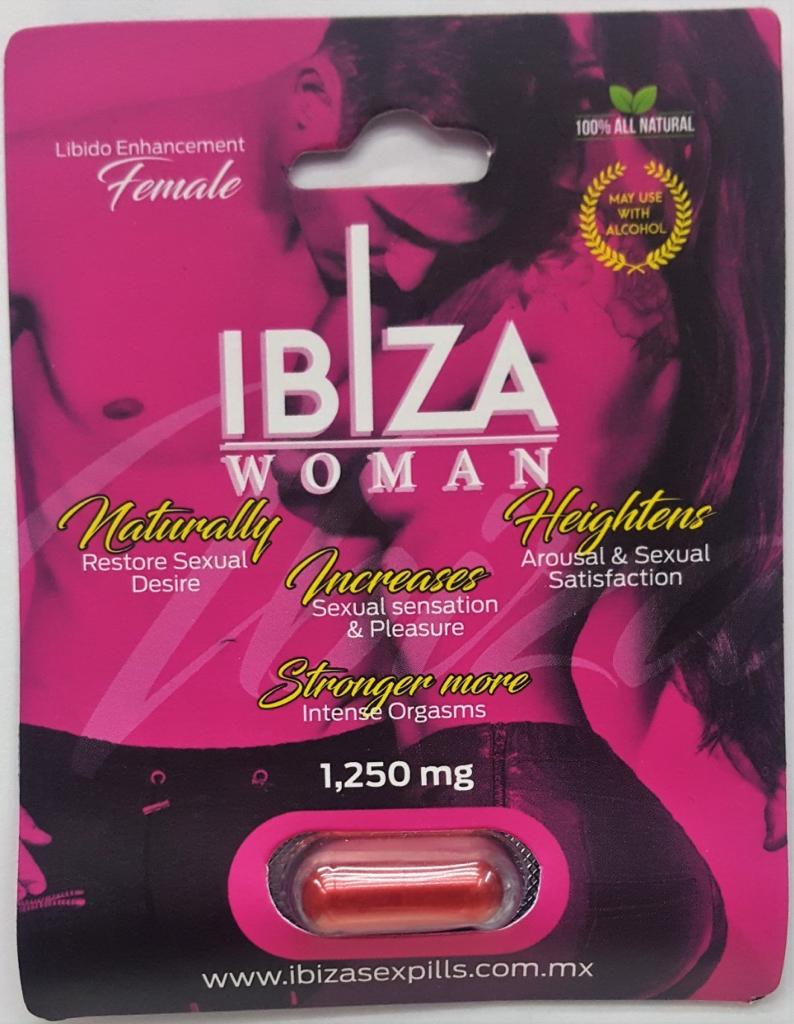 Libido Enhancement
Female
100% ALL NATURAL
MAY USE
WITH
ALCOHOL
IBIZA
WOMAN
Naturally
Restore Sexual
Desire
Heightens
Arousal & Sexual
Satisfaction
Increases
Sexual sensation
& Pleasure
Stronger more
Intense Orgasms
1,250 mg
www.ibizasexpills.com.mx